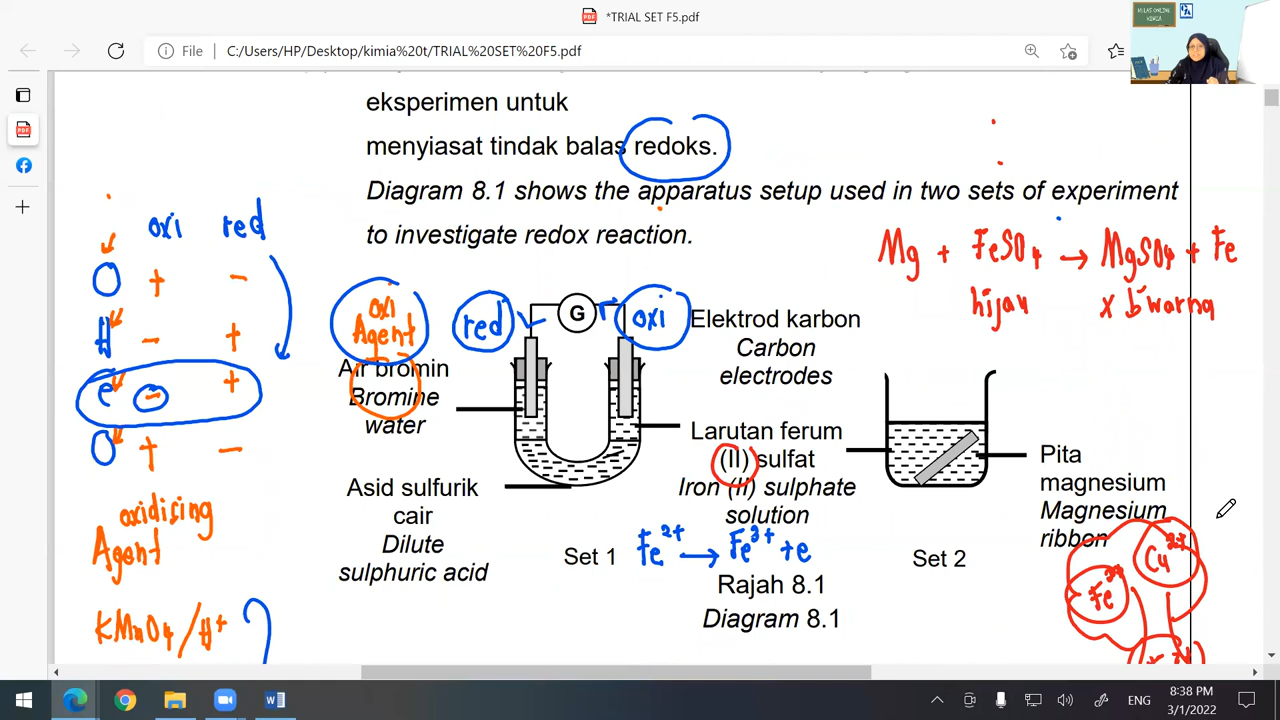 *TRIAL SET F5.pdf
File
C:/Users/HP/Desktop/kimia%20t/TRIAL%20SET%20F5.pdf
KELAS ONLINE
KIMIA
eksperimen untuk
menyiasat tindak balas redoks.
Diagram 8.1 shows the apparatus setup used in two sets of experiment
to investigate redox reaction.
oxi red
O + -
H - +
e - +
O + -
oxidising
Agent
KMnO4/H+
Mg + FeSO4 → MgSO4 + Fe
hijau x b'warna
oxi
Agent
red
G
oxi
Air bromin
Bromine
water
Asid sulfurik
cair
Dilute
sulphuric acid
Elektrod karbon
Carbon
electrodes
Larutan ferum
(II) sulfat
Iron (II) sulphate
solution
Pita
magnesium
Magnesium
ribbon
Set 1
Fe2+ → Fe3+ + e
Set 2
Rajah 8.1
Diagram 8.1
Cu2+
ENG
8:38 PM
3/1/2022